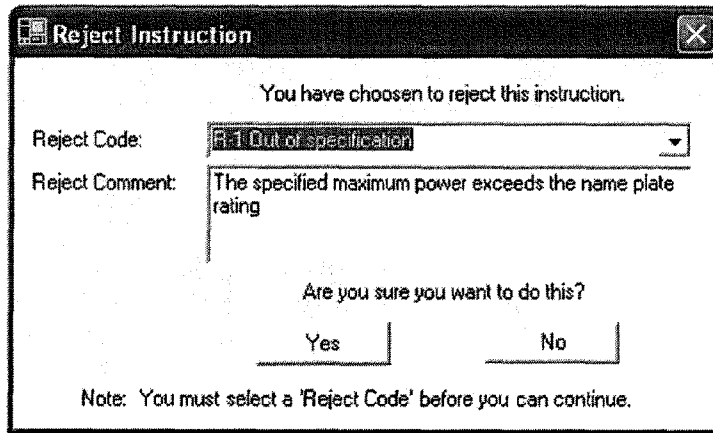 Reject Instruction
You have choosen to reject this instruction.
Reject Code: R-1 Out of specification
Reject Comment: The specified maximum power exceeds the name plate
rating
Are you sure you want to do this?
Yes No
Note: You must select a 'Reject Code' before you can continue.